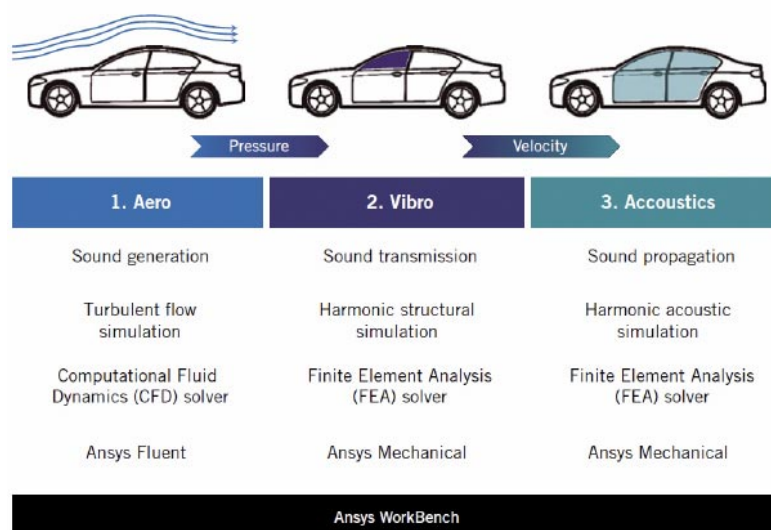 Pressure
Velocity
1. Aero
2. Vibro
3. Accoustics
Sound generation
Sound transmission
Sound propagation
Turbulent flow
simulation
Harmonic structural
simulation
Harmonic acoustic
simulation
Computational Fluid
Dynamics (CFD) solver
Finite Element Analysis
(FEA) solver
Finite Element Analysis
(FEA) solver
Ansys Fluent
Ansys Mechanical
Ansys Mechanical
Ansys WorkBench